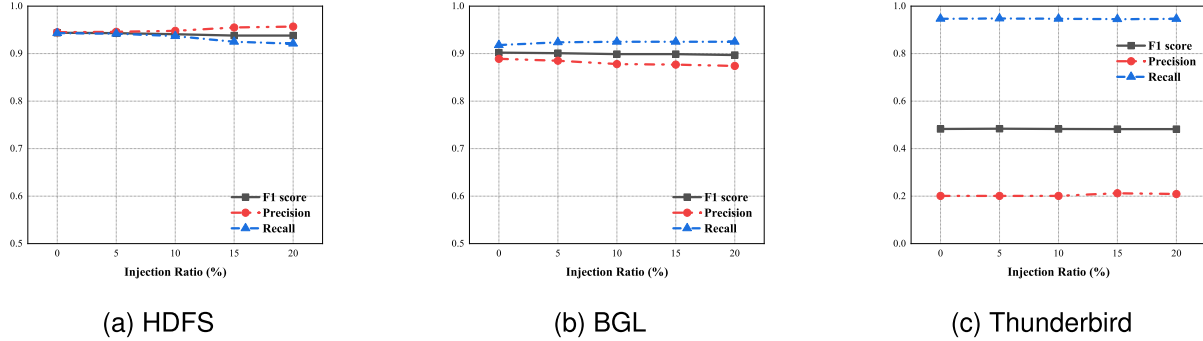 1.0
0.9
0.8
0.7
0.6
0.5
F1 score
Precision
Recall
0 5 10 15 20
Injection Ratio (%)
(a) HDFS
1.0
0.9
0.8
0.7
0.6
0.5
F1 score
Precision
Recall
0 5 10 15 20
Injection Ratio (%)
(b) BGL
1.0
0.8
0.6
0.4
0.2
0.0
F1 score
Precision
Recall
0 5 10 15 20
Injection Ratio (%)
(c) Thunderbird